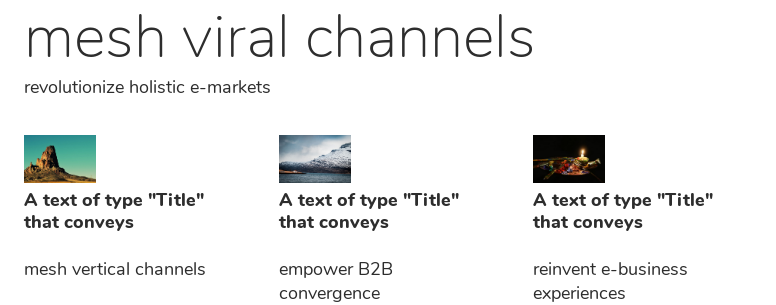 mesh viral channels
revolutionize holistic e-markets
A text of type "Title"
that conveys
mesh vertical channels
A text of type "Title"
that conveys
empower B2B
convergence
A text of type "Title"
that conveys
reinvent e-business
experiences